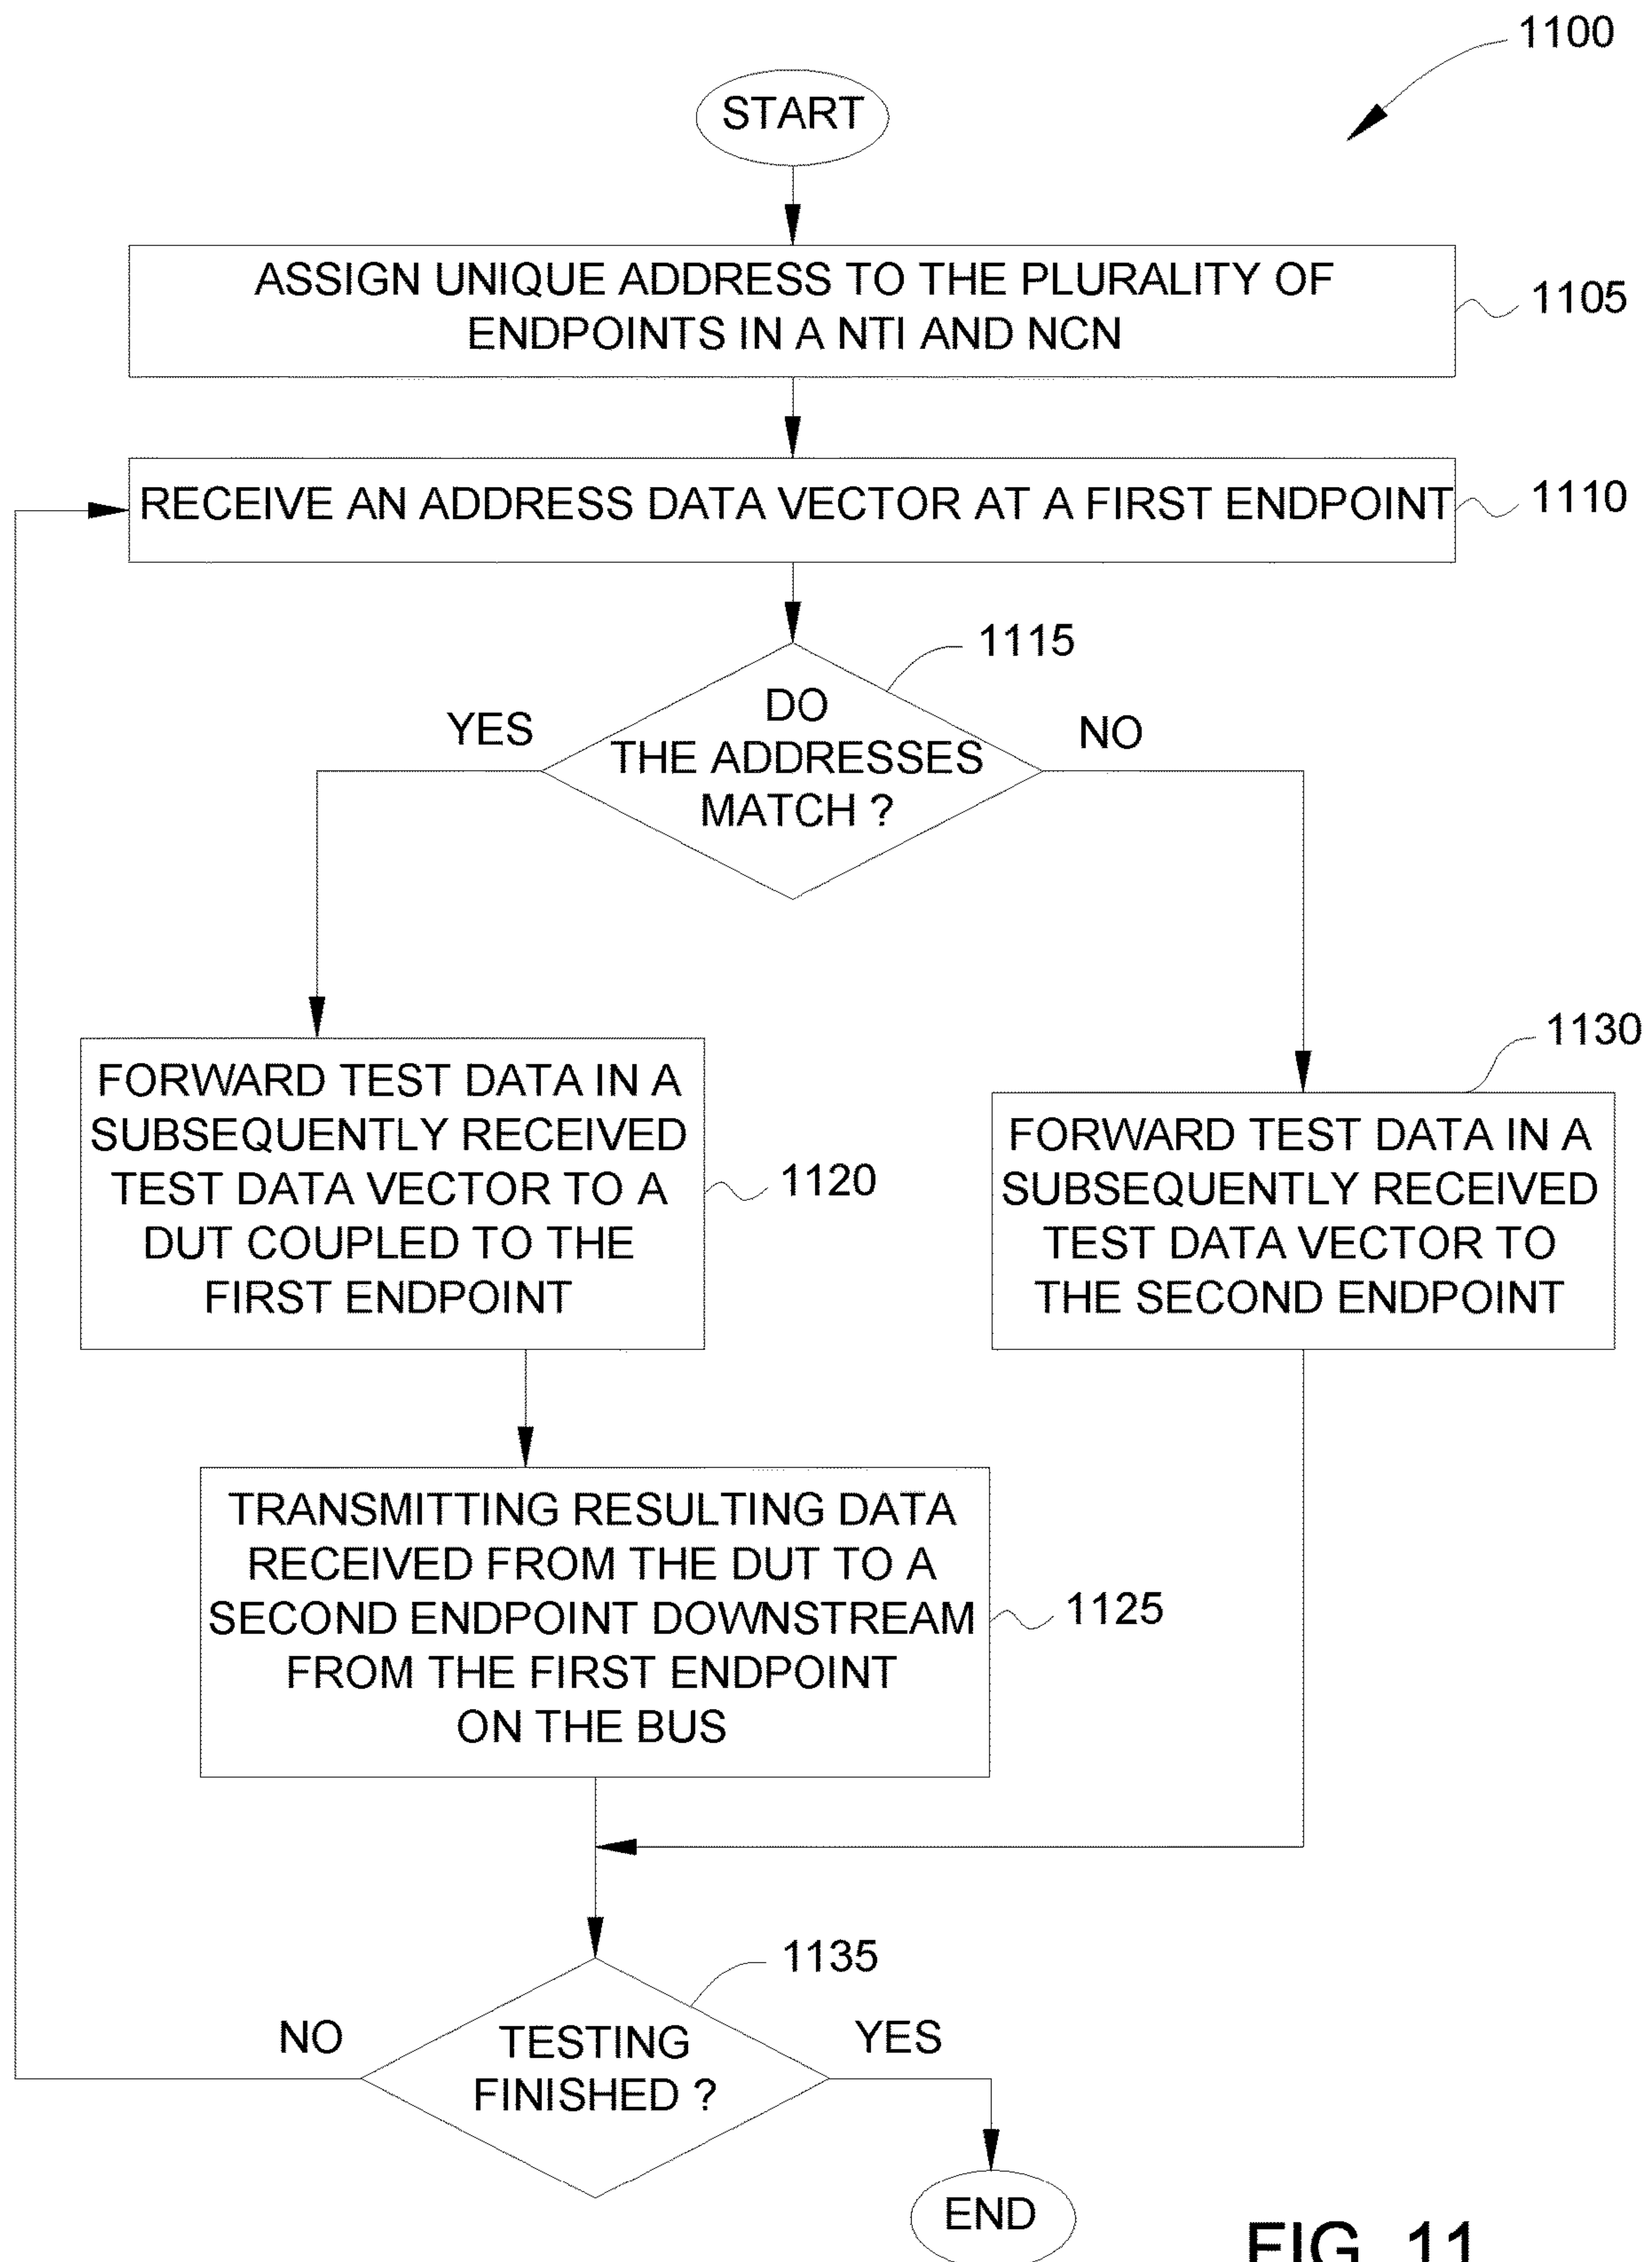 1100
START
ASSIGN UNIQUE ADDRESS TO THE PLURALITY OF
ENDPOINTS IN A NTI AND NCN
1105
RECEIVE AN ADDRESS DATA VECTOR AT A FIRST ENDPOINT
1110
1115
DO
THE ADDRESSES
MATCH ?
YES
NO
FORWARD TEST DATA IN A
SUBSEQUENTLY RECEIVED
TEST DATA VECTOR TO A
DUT COUPLED TO THE
FIRST ENDPOINT
1120
1130
FORWARD TEST DATA IN A
SUBSEQUENTLY RECEIVED
TEST DATA VECTOR TO
THE SECOND ENDPOINT
TRANSMITTING RESULTING DATA
RECEIVED FROM THE DUT TO A
SECOND ENDPOINT DOWNSTREAM
FROM THE FIRST ENDPOINT
ON THE BUS
1125
1135
TESTING
FINISHED ?
NO
YES
END
FIG. 11